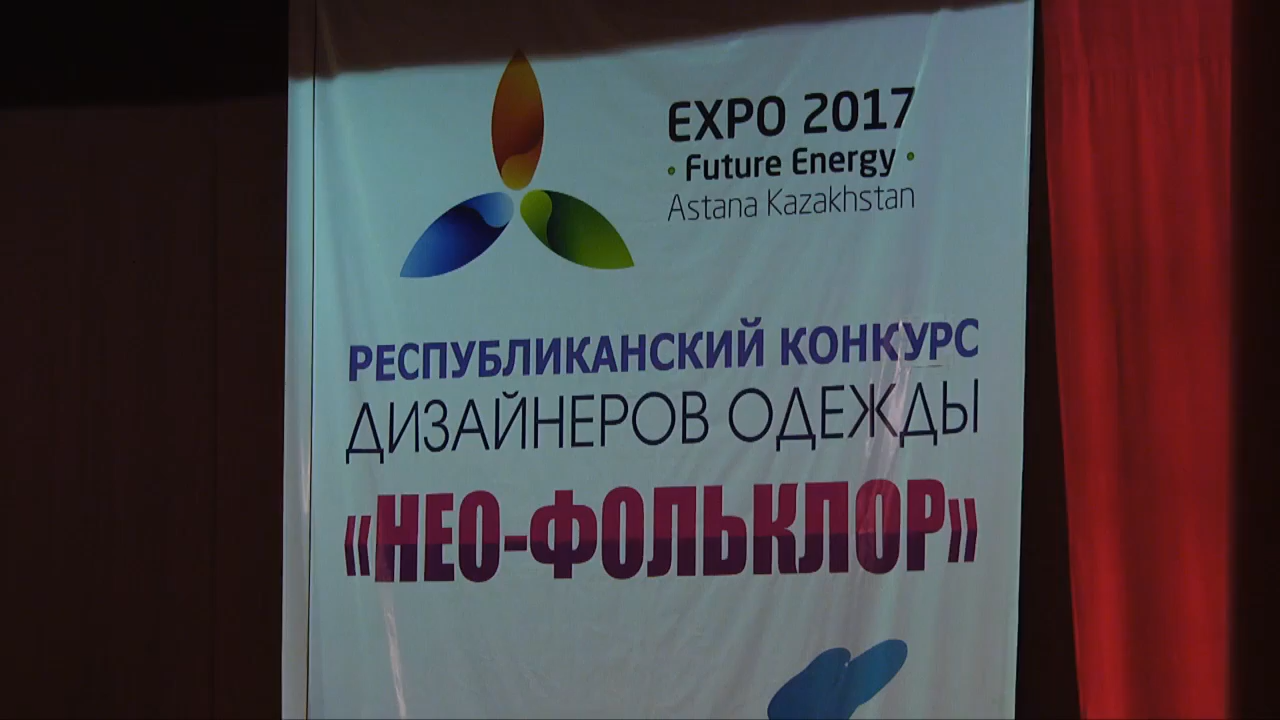 EXPO 2017
• Future Energy •
Astana Kazakhstan
РЕСПУБЛИКАНСКИЙ КОНКУРС
ДИЗАЙНЕРОВ ОДЕЖДЫ
«НЕО-ФОЛЬКЛОР»